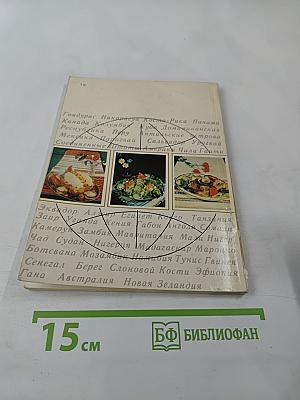 Гондурас Никарагуа Коста-Рика Панама
Канада Колумбия Куба Доминиканская
Республика Перу Антильские острова
Мексика Парагвай Сальвадор Уругвай
Соединенные Штаты Америки Чили Гвинея
Эквадор Алжир Египет Конго Танзания
Заир Уганда Кения Габон Ангола Сомали
Камерун Замбия Мавритания Мали Нигер
Чад Судан Нигерия Мадагаскар Марокко
Ботсвана Мозамбик Намибия Тунис Гвинея
Сенегал Берег Слоновой Кости Эфиопия
Гана Австралия Новая Зеландия
15 см
БФ БИБЛИОФАН